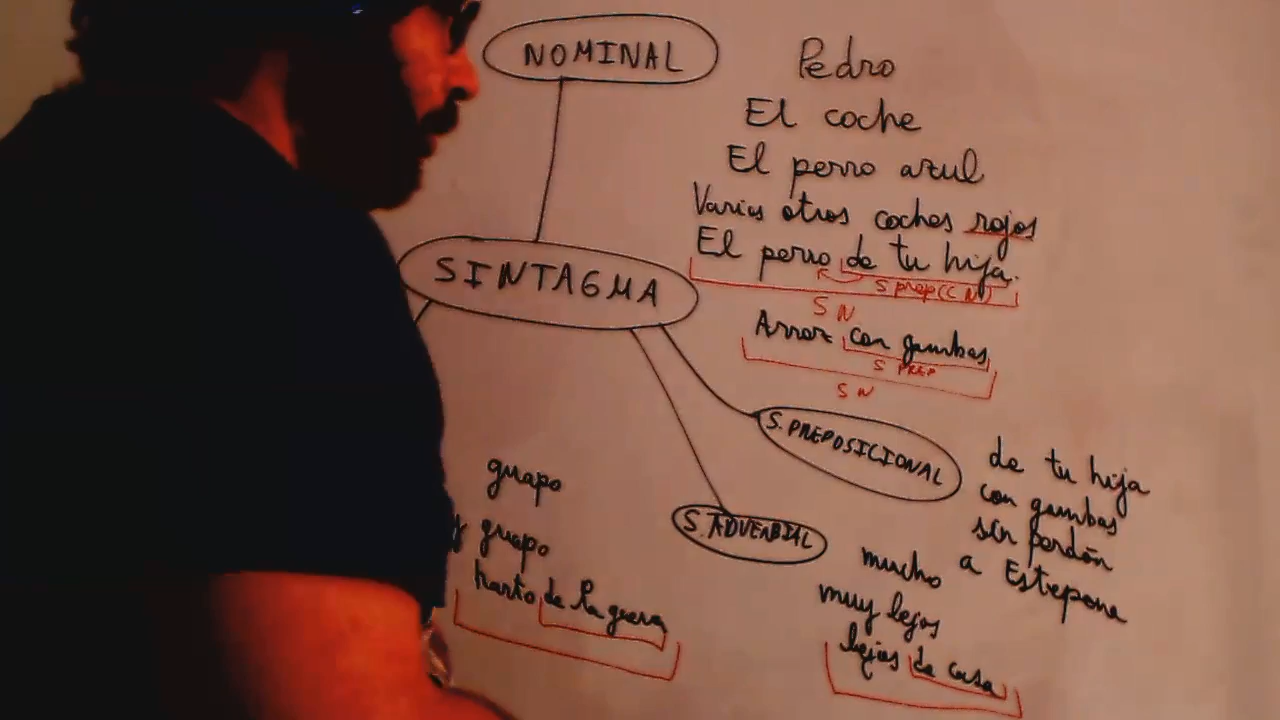 NOMINAL
Pedro
El coche
El perro azul
Varios otros coches rojos
El perro de tu hija.
S prep (C N)
S N
SINTAGMA
Arroz con gambas
S PREP
S N
S. PREPOSICIONAL
de tu hija
con gambas
sin perdón
a Estepona
S. ADVERBIAL
mucho
muy lejos
lejos de casa
guapo
y guapo
harto de la guerra